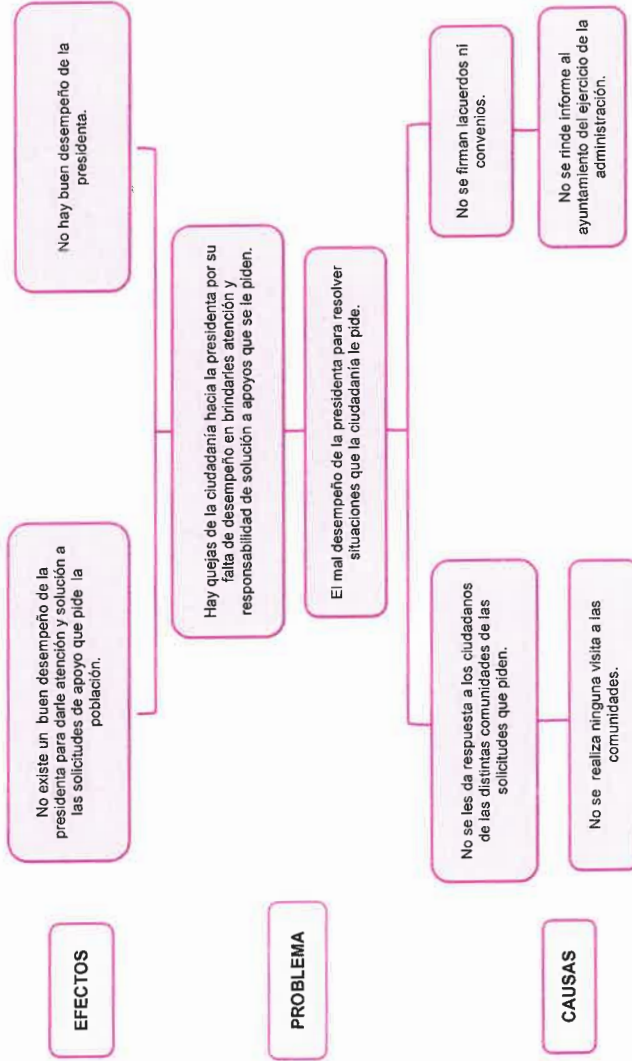 EFECTOS
No existe un buen desempeño de la
presidenta para darle atención y solución a
las solicitudes de apoyo que pide la
población.
No hay buen desempeño de la
presidenta.
PROBLEMA
Hay quejas de la ciudadanía hacia la presidenta por su
falta de desempeño en brindarles atención y
responsabilidad de solución a apoyos que se le piden.
El mal desempeño de la presidenta para resolver
situaciones que la ciudadanía le pide.
CAUSAS
No se les da respuesta a los ciudadanos
de las distintas comunidades de las
solicitudes que piden.
No se realiza ninguna visita a las
comunidades.
No se firman lacuerdos ni
convenios.
No se rinde informe al
ayuntamiento del ejercicio de la
administración.